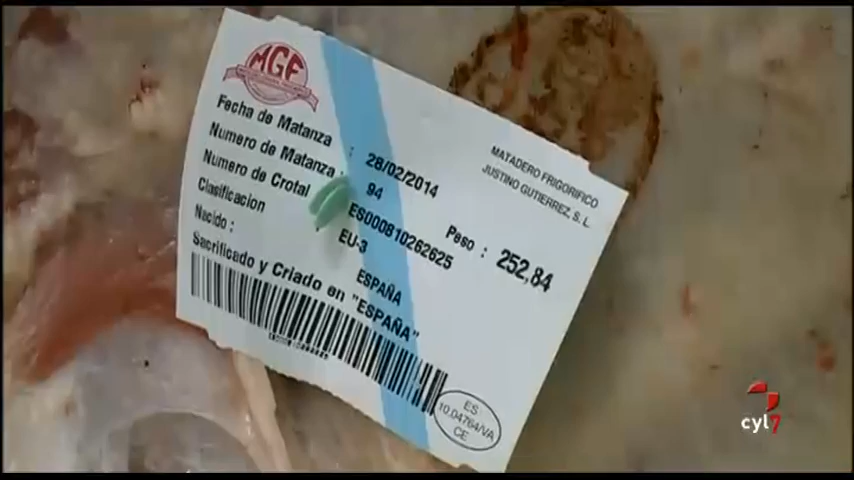 MGF
Fecha de Matanza : 28/02/2014
Numero de Matanza : 94
Numero de Crotal ES000810262625
Clasificacion EU-3
Nacido : ESPAÑA
Sacrificado y Criado en "ESPAÑA"
MATADERO FRIGORIFICO
JUSTINO GUTIERREZ, S. L.
Peso : 252,84
ES
10.04764/VA
CE
cyl7